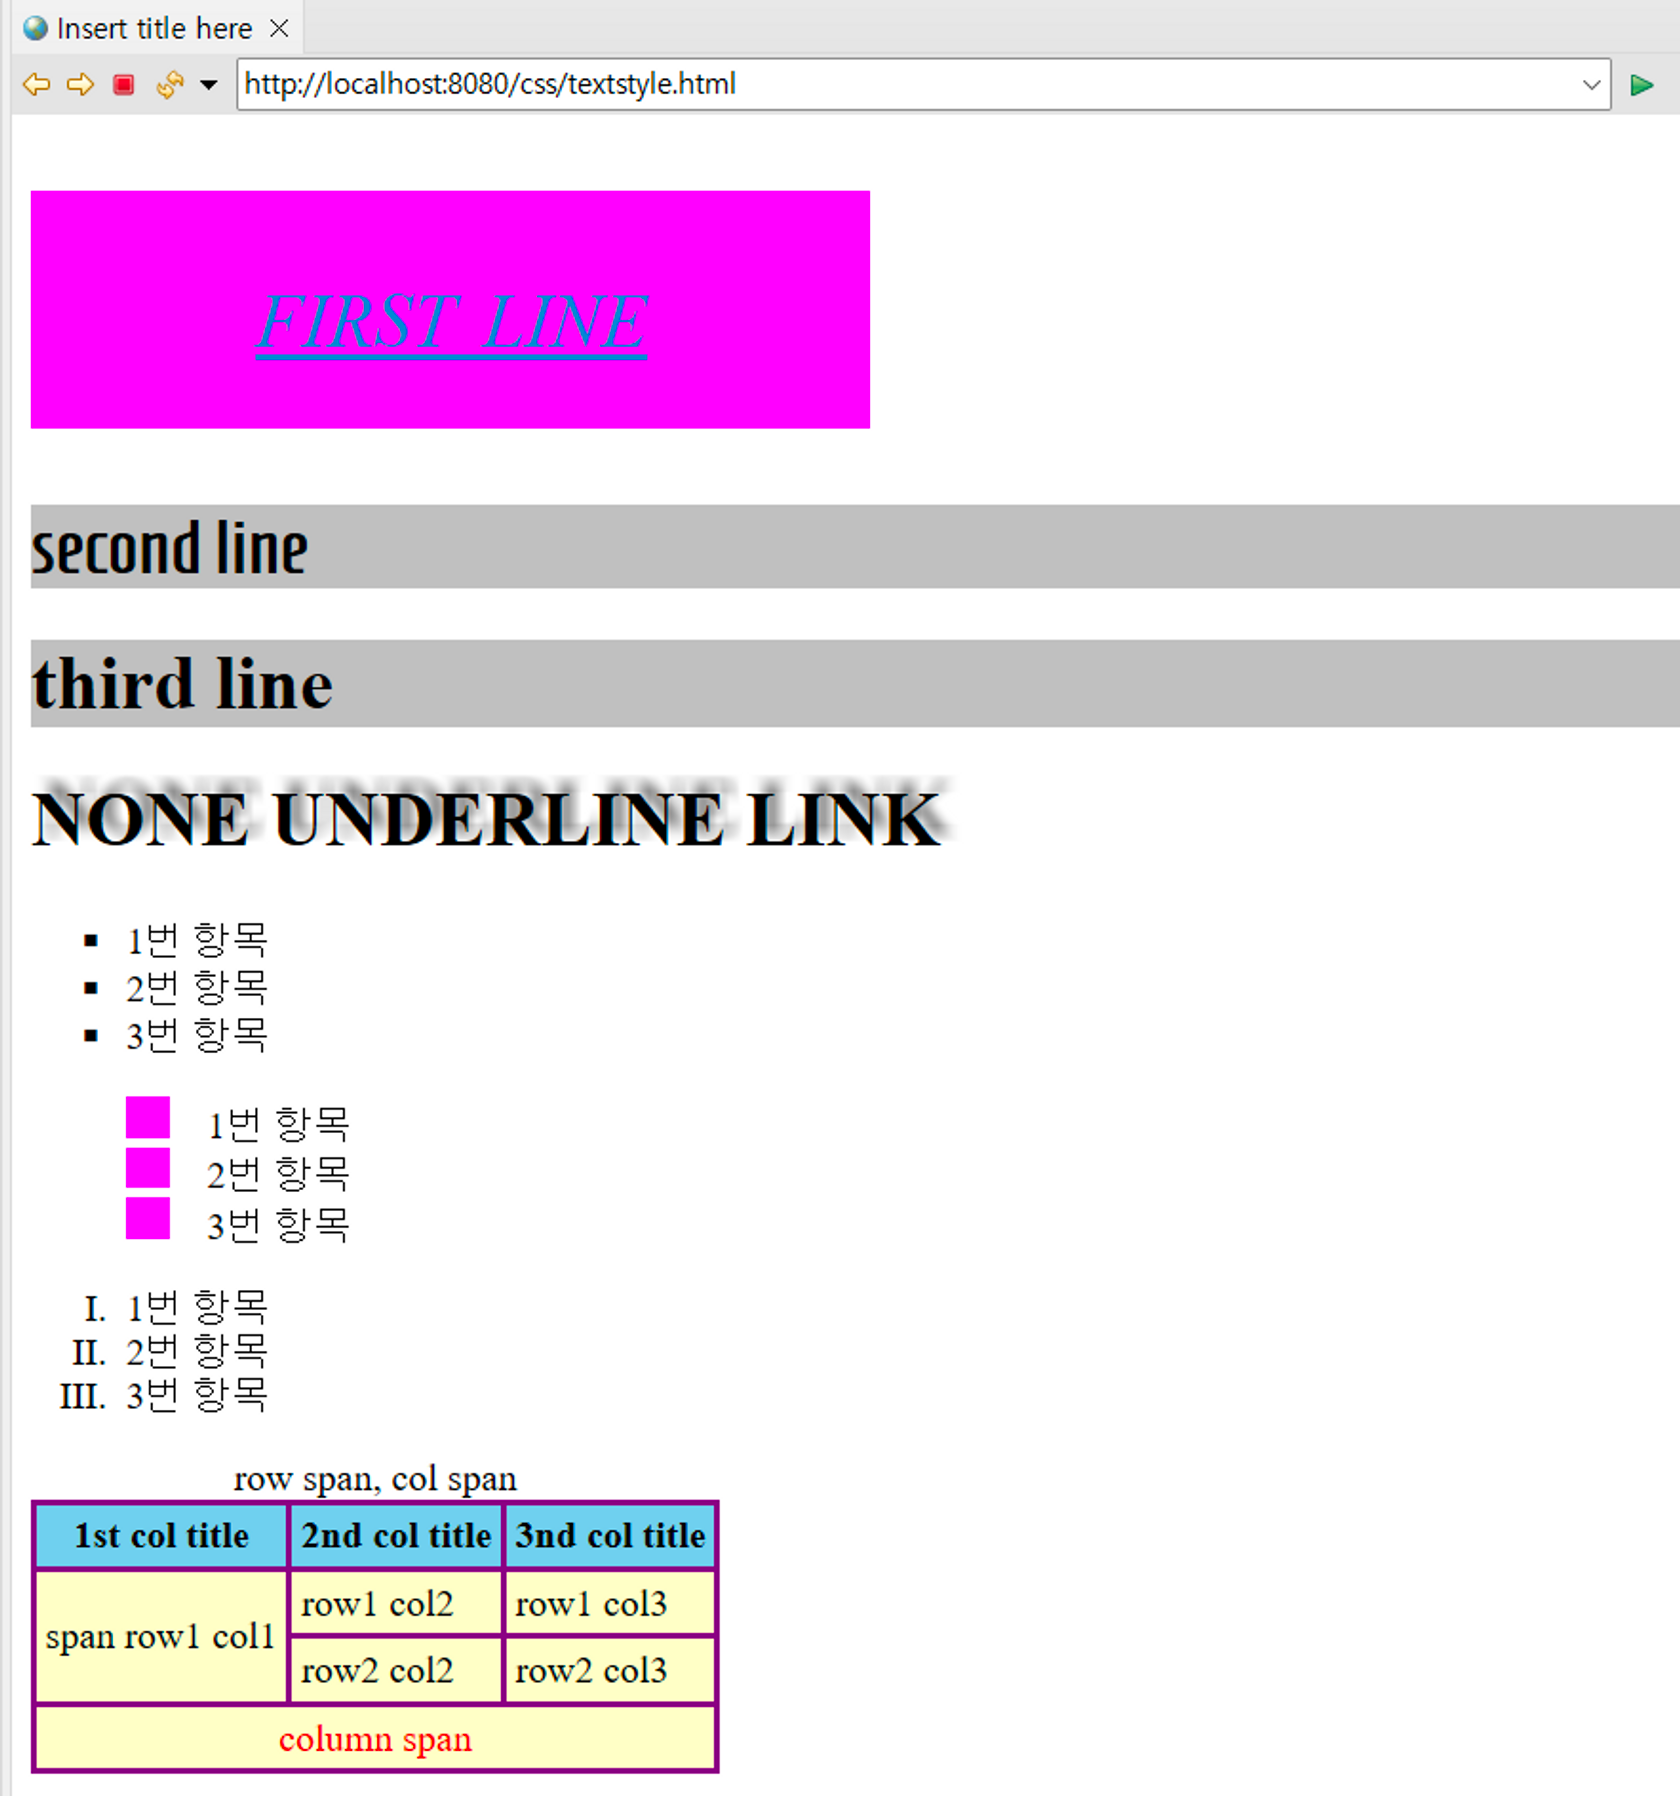 Insert title here
http://localhost:8080/css/textstyle.html
FIRST LINE
second line
third line
NONE UNDERLINE LINK
1번 항목
2번 항목
3번 항목
1번 항목
2번 항목
3번 항목
I. 1번 항목
II. 2번 항목
III. 3번 항목
row span, col span
1st col title 2nd col title 3nd col title
span row1 col1 row1 col2 row1 col3
row2 col2 row2 col3
column span